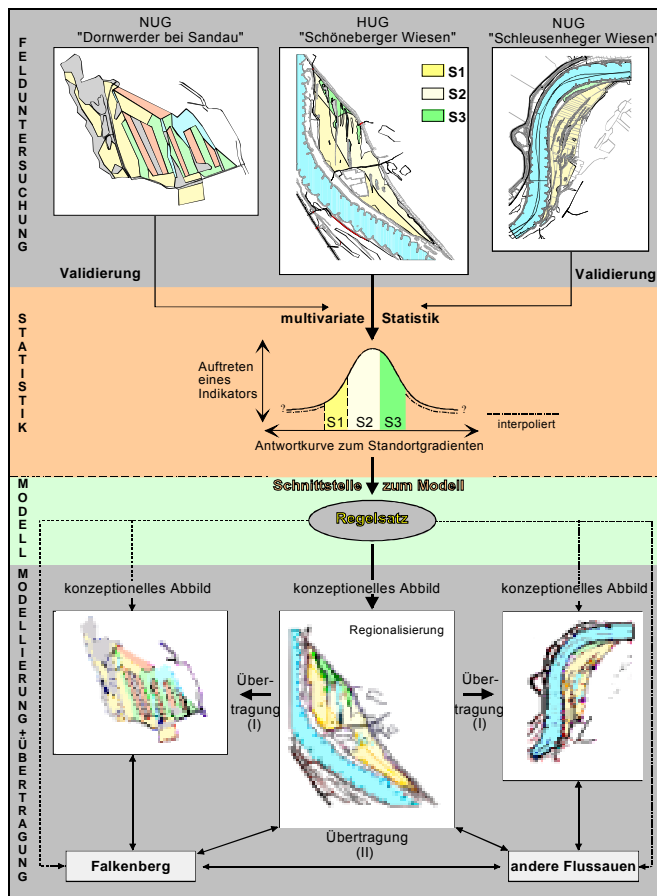 FELDUNTERSUCHUNG
NUG
"Dornwerder bei Sandau"
HUG
"Schöneberger Wiesen"
NUG
"Schleusenheger Wiesen"
S1
S2
S3
Validierung
Validierung
STATISTIK
multivariate Statistik
Auftreten
eines
Indikators
?
?
S1 S2 S3
interpoliert
Antwortkurve zum Standortgradienten
MODELL
Schnittstelle zum Modell
Regelsatz
MODELLIERUNG+ÜBERTRAGUNG
konzeptionelles Abbild
konzeptionelles Abbild
konzeptionelles Abbild
Regionalisierung
Über-
tragung
(I)
Über-
tragung
(I)
Übertragung
(II)
Falkenberg
andere Flussauen